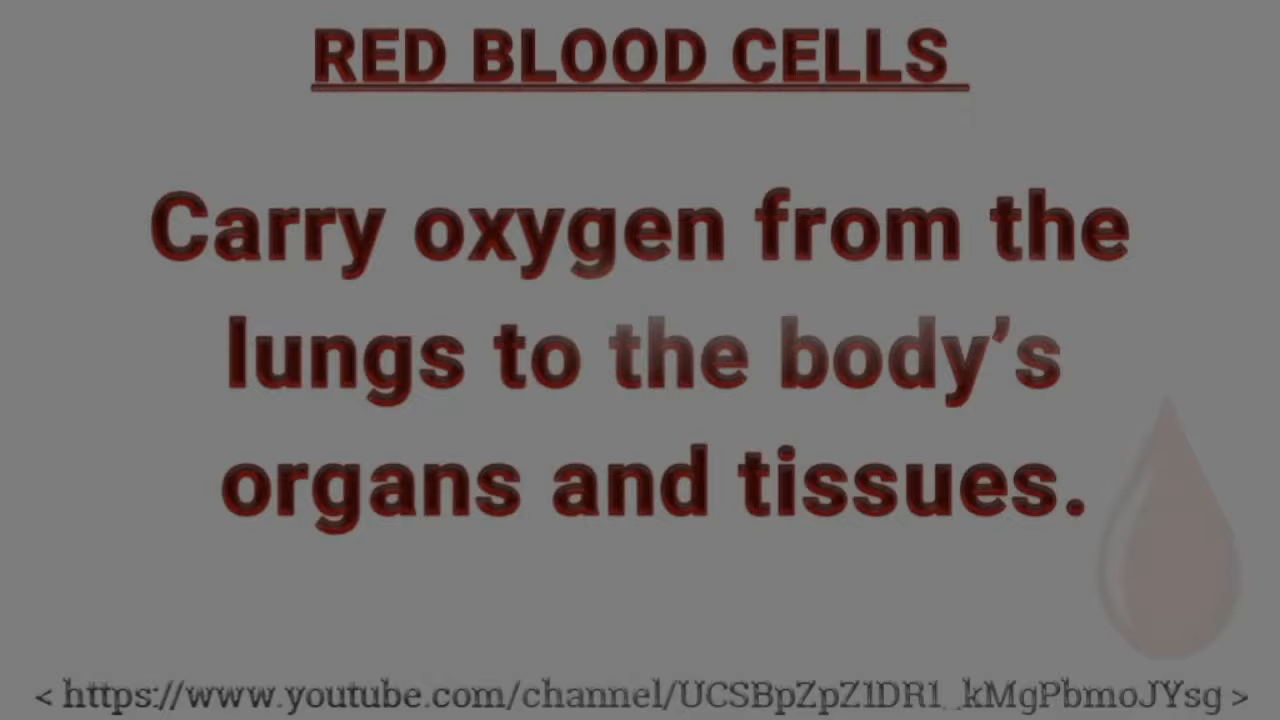 RED BLOOD CELLS
Carry oxygen from the
lungs to the body’s
organs and tissues.
< https://www.youtube.com/channel/UCSBpZpZ1DR1_kMgPbmoJYsg >